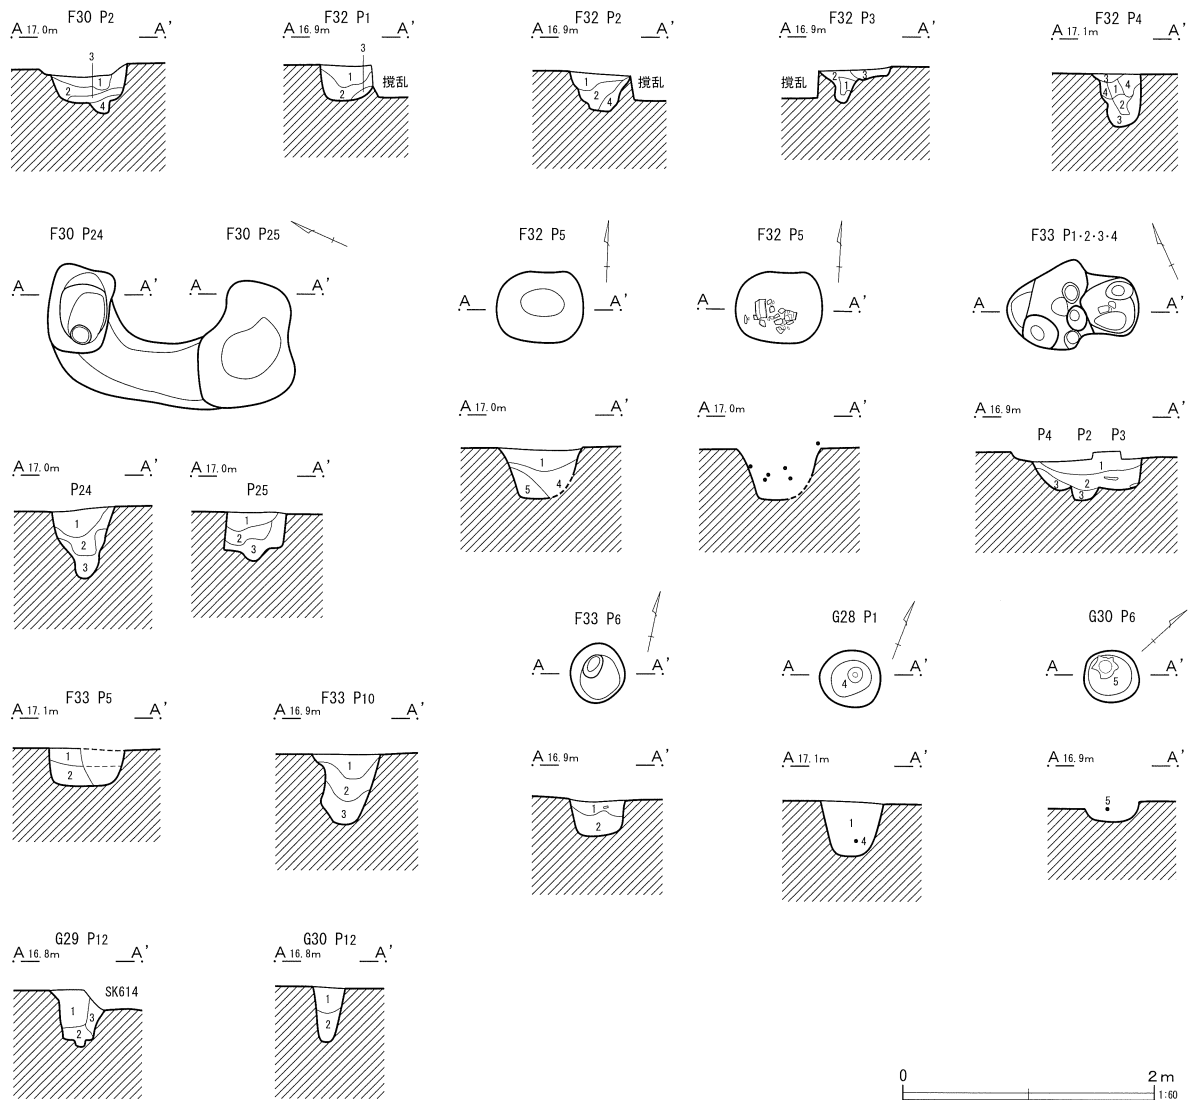 F30 P2
A 17.0m A'
3
1
2
4
F32 P1
A 16.9m A'
3
1
2
撹乱
F32 P2
A 16.9m A'
1
2
4
撹乱
F32 P3
A 16.9m A'
2 3
1
撹乱
F32 P4
A 17.1m A'
3
1 4
4
2
3
F30 P24
A A'
F30 P25
A A'
F32 P5
A A'
F32 P5
A A'
F33 P1・2・3・4
A A'
A 17.0m A'
P24
1
2
3
A 17.0m A'
P25
1
2
3
A 17.0m A'
1
5 4
A 17.0m A'
A 16.9m A'
P4 P2 P3
1
2
3
3
F33 P6
A A'
G28 P1
A A'
4
G30 P6
A A'
5
F33 P5
A 17.1m A'
1
2
F33 P10
A 16.9m A'
1
2
3
A 16.9m A'
1
2
A 17.1m A'
1
4
A 16.9m A'
5
G29 P12
A 16.8m A'
SK614
1
3
2
G30 P12
A 16.8m A'
1
2
0 2m
1:60